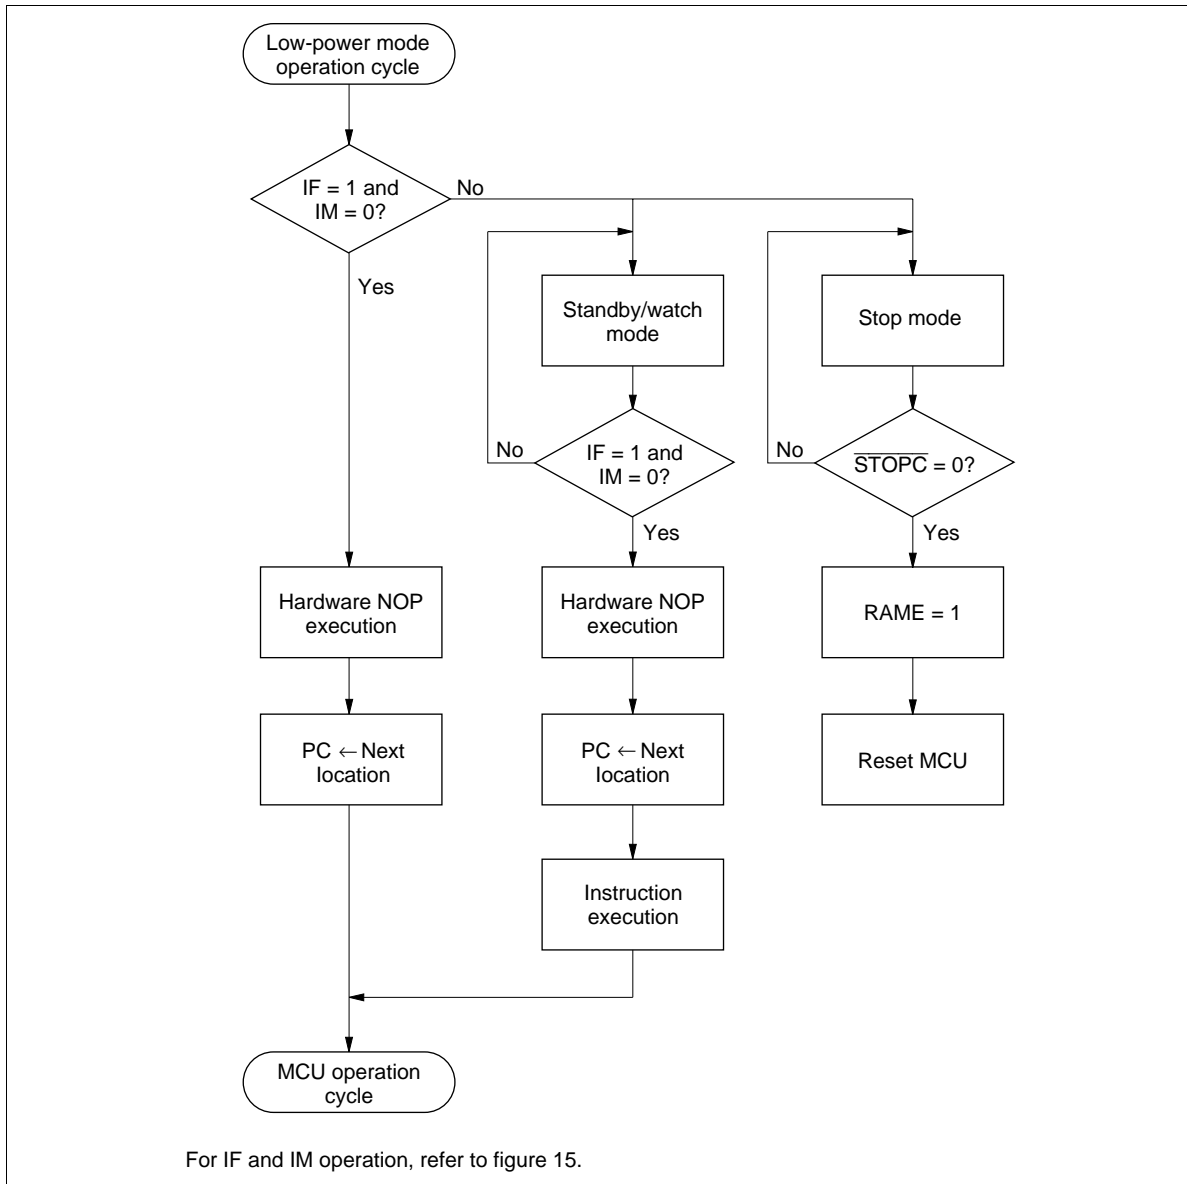 Low-power mode
operation cycle
IF = 1 and
IM = 0?
No
Yes
Standby/watch
mode
Stop mode
No
IF = 1 and
IM = 0?
No
S̅T̅O̅P̅C̅ = 0?
Yes
Yes
Hardware NOP
execution
Hardware NOP
execution
RAME = 1
PC ← Next
location
PC ← Next
location
Reset MCU
Instruction
execution
MCU operation
cycle
For IF and IM operation, refer to figure 15.